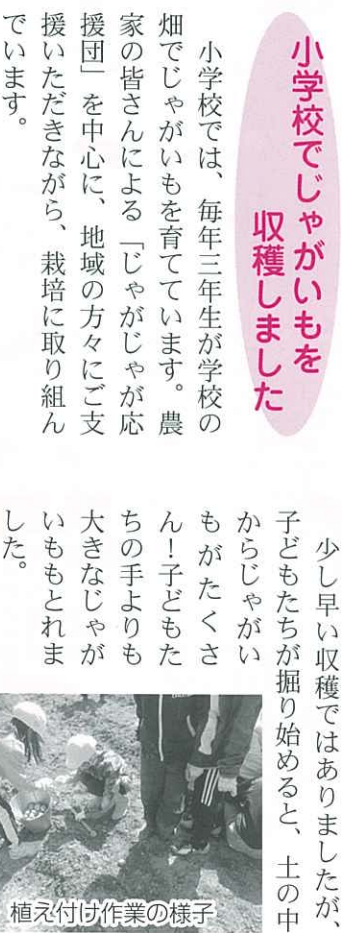 小学校でじゃがいもを
収穫しました
小学校では、毎年三年生が学校の
畑でじゃがいもを育てています。農
家の皆さんによる「じゃがじゃが応
援団」を中心に、地域の方々にご支
援いただきながら、栽培に取り組ん
でいます。
少し早い収穫ではありましたが、
子どもたちが掘り始めると、土の中
からじゃがい
もがたくさ
ん！子どもた
ちの手よりも
大きなじゃが
いももとれま
した。
植え付け作業の様子